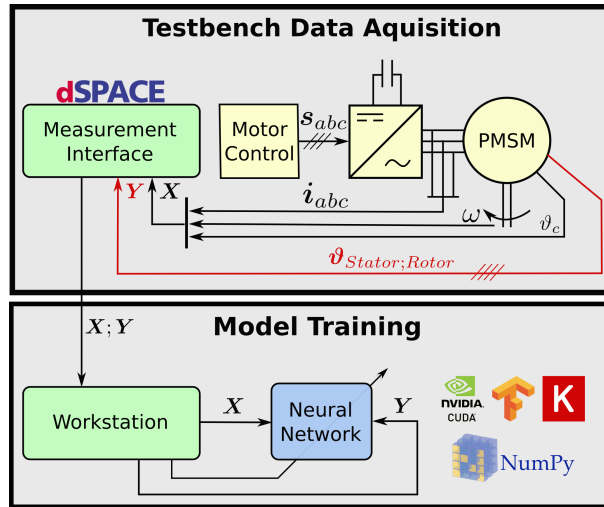 Testbench Data Aquisition
dSPACE
Measurement
Interface
Motor
Control
s_abc
PMSM
Y
X
i_abc
ω
ϑ_c
ϑ_Stator;Rotor
X;Y
Model Training
Workstation
X
Neural
Network
Y
NVIDIA.
CUDA
K
NumPy